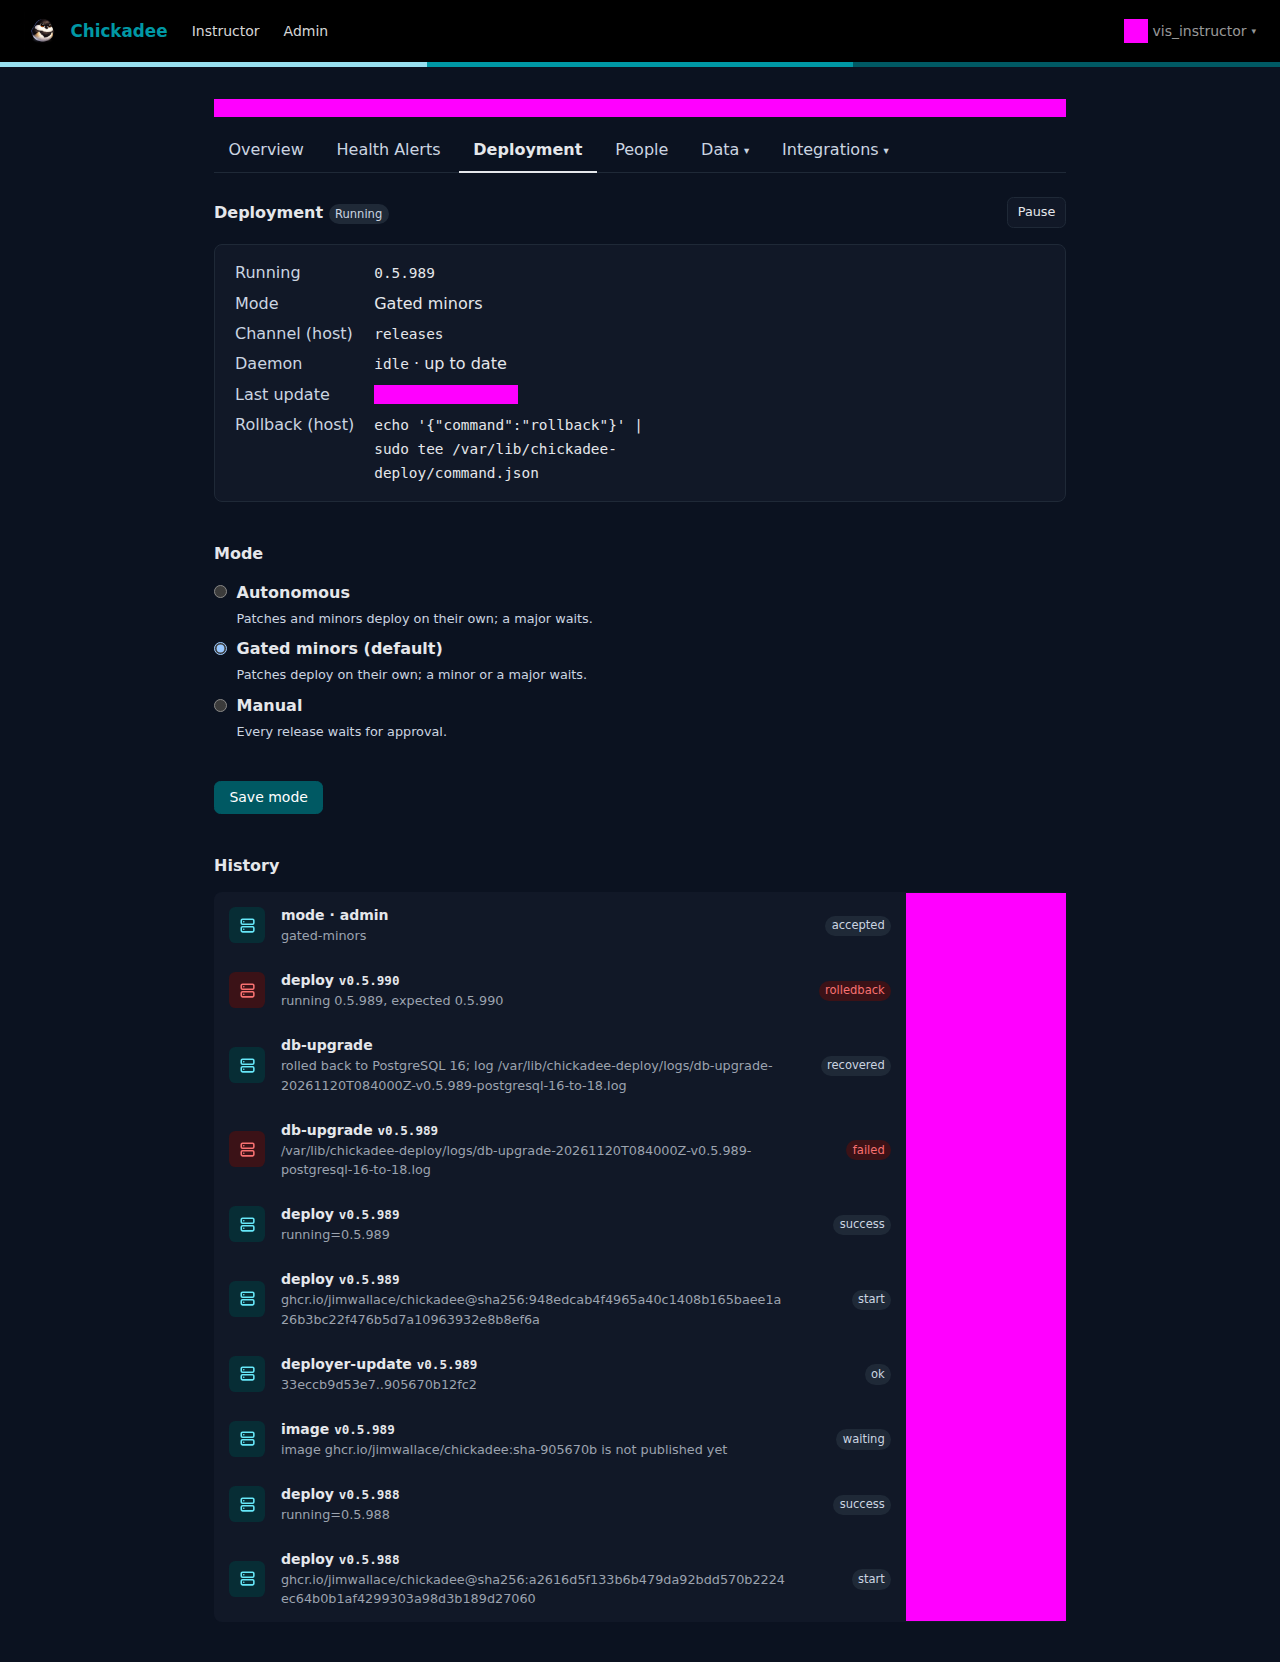 Chickadee Instructor Admin vis_instructor ▾
Overview Health Alerts Deployment People Data ▾ Integrations ▾
Deployment Running Pause
Running 0.5.989
Mode Gated minors
Channel (host) releases
Daemon idle · up to date
Last update
Rollback (host) echo '{"command":"rollback"}' |
sudo tee /var/lib/chickadee-
deploy/command.json
Mode
Autonomous
Patches and minors deploy on their own; a major waits.
Gated minors (default)
Patches deploy on their own; a minor or a major waits.
Manual
Every release waits for approval.
Save mode
History
mode · admin
gated-minors
accepted
deploy v0.5.990
running 0.5.989, expected 0.5.990
rolledback
db-upgrade
rolled back to PostgreSQL 16; log /var/lib/chickadee-deploy/logs/db-upgrade-
20261120T084000Z-v0.5.989-postgresql-16-to-18.log
recovered
db-upgrade v0.5.989
/var/lib/chickadee-deploy/logs/db-upgrade-20261120T084000Z-v0.5.989-
postgresql-16-to-18.log
failed
deploy v0.5.989
running=0.5.989
success
deploy v0.5.989
ghcr.io/jimwallace/chickadee@sha256:948edcab4f4965a40c1408b165baee1a
26b3bc22f476b5d7a10963932e8b8ef6a
start
deployer-update v0.5.989
33eccb9d53e7..905670b12fc2
ok
image v0.5.989
image ghcr.io/jimwallace/chickadee:sha-905670b is not published yet
waiting
deploy v0.5.988
running=0.5.988
success
deploy v0.5.988
ghcr.io/jimwallace/chickadee@sha256:a2616d5f133b6b479da92bdd570b2224
ec64b0b1af4299303a98d3b189d27060
start